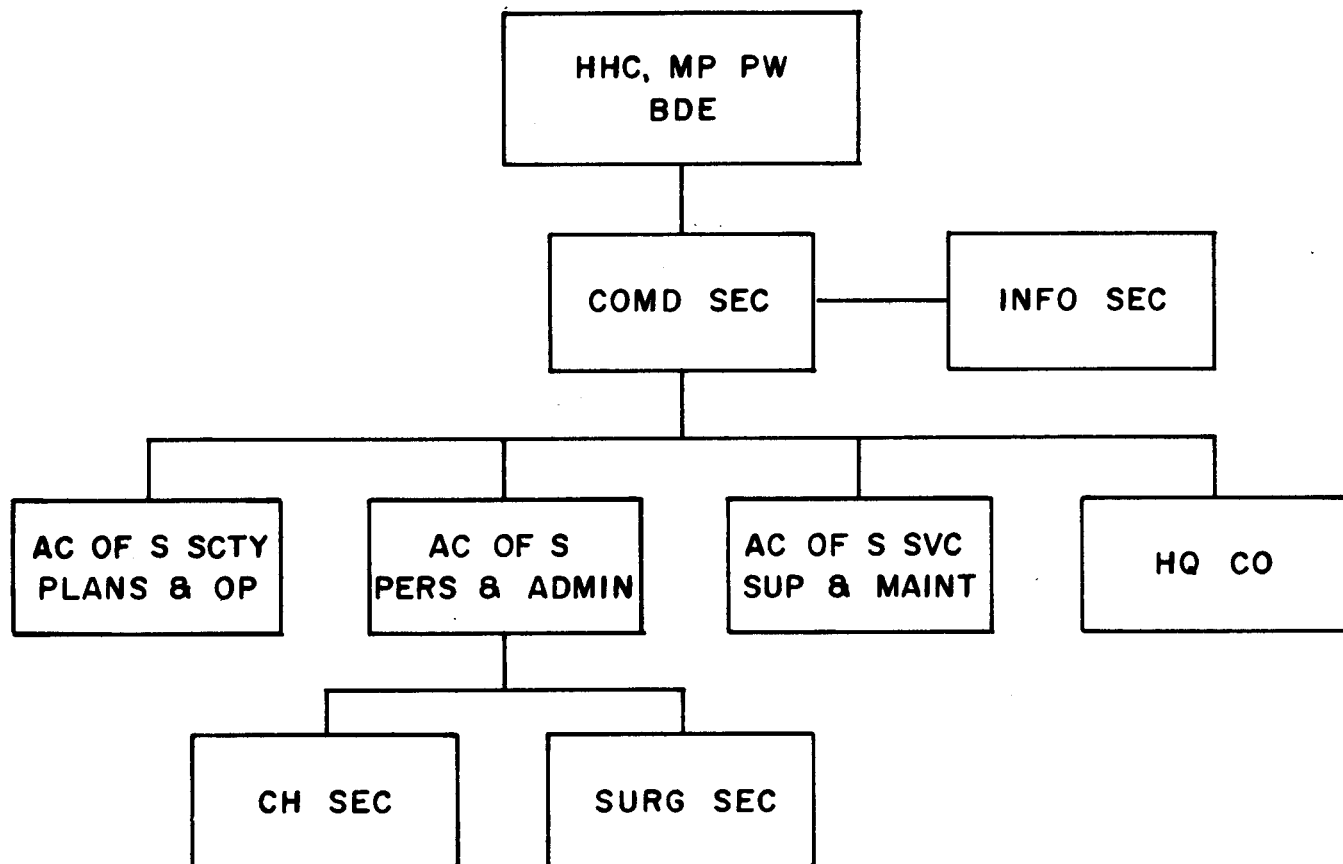 HHC, MP PW
BDE
COMD SEC
INFO SEC
AC OF S SCTY
PLANS & OP
AC OF S
PERS & ADMIN
AC OF S SVC
SUP & MAINT
HQ CO
CH SEC
SURG SEC